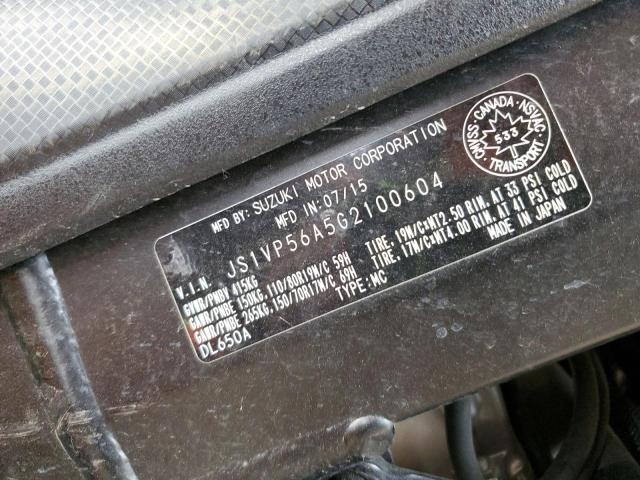 MFD BY: SUZUKI MOTOR CORPORATION
MFD IN: 07/15
V.I.N. JS1VP56A5G2100604
GVWR/PNBV 415KG
GAWR/PNBE 150KG, 110/80R19M/C 59H TIRE, 19M/C×MT2.50 RIM, AT 33 PSI COLD
GAWR/PNBE 265KG, 150/70R17M/C 69H TIRE, 17M/C×MT4.00 RIM, AT 41 PSI COLD
DL650A TYPE: MC MADE IN JAPAN
CMVSS · CANADA · NSVAC
533
TRANSPORT